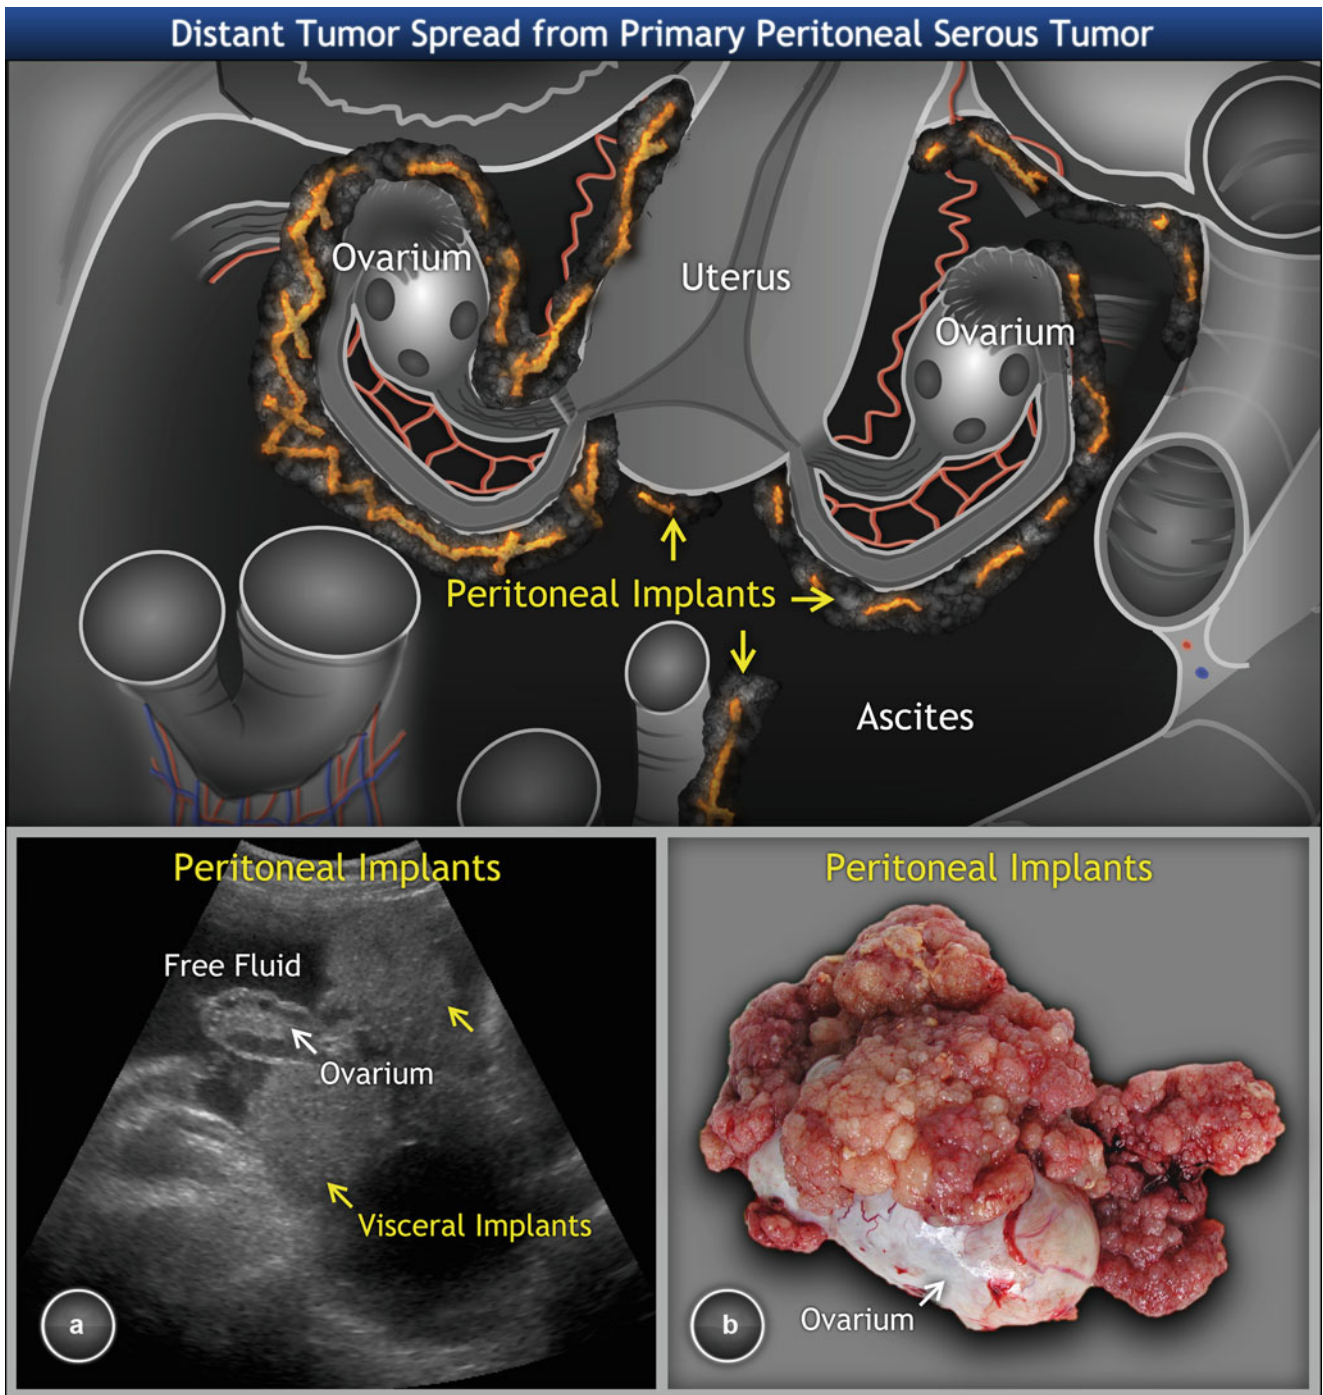 Distant Tumor Spread from Primary Peritoneal Serous Tumor
Ovarium
Uterus
Ovarium
Peritoneal Implants
Ascites
Peritoneal Implants
Free Fluid
Ovarium
Visceral Implants
a
Peritoneal Implants
Ovarium
b